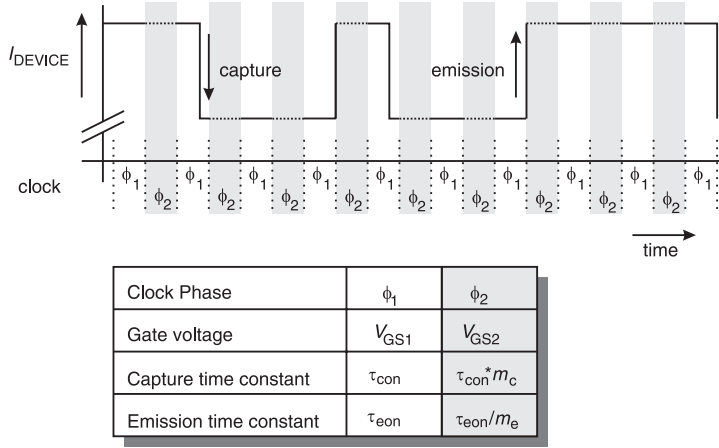 I_DEVICE
capture
emission
clock
ϕ₁ ϕ₁ ϕ₁ ϕ₁ ϕ₁ ϕ₁ ϕ₁ ϕ₁ ϕ₁ ϕ₁
ϕ₂ ϕ₂ ϕ₂ ϕ₂ ϕ₂ ϕ₂ ϕ₂ ϕ₂ ϕ₂
time
Clock Phase ϕ₁ ϕ₂
Gate voltage V_GS1 V_GS2
Capture time constant τ_con τ_con*m_c
Emission time constant τ_eon τ_eon/m_e